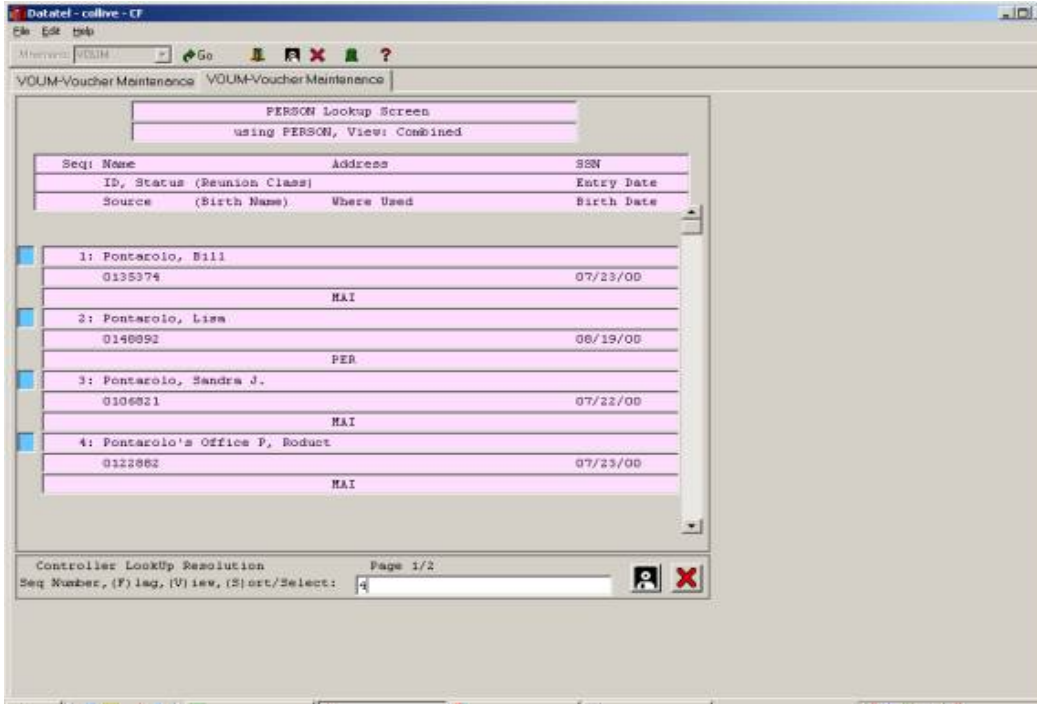 Datatel - collive - CF
File Edit Help
Mnemonic: VOUM Go ?
VOUM-Voucher Maintenance VOUM-Voucher Maintenance
PERSON Lookup Screen
using PERSON, View: Combined
Seq: Name Address SSN
ID, Status (Reunion Class) Entry Date
Source (Birth Name) Where Used Birth Date
1: Pontarolo, Bill
0135374 07/23/00
MAI
2: Pontarolo, Lisa
0148892 08/19/00
PER
3: Pontarolo, Sandra J.
0106821 07/22/00
MAI
4: Pontarolo's Office P, Roduct
0122882 07/23/00
MAI
Controller LookUp Resolution Page 1/2
Seq Number, (F)lag, (V)iew, (S)ort/Select: 4